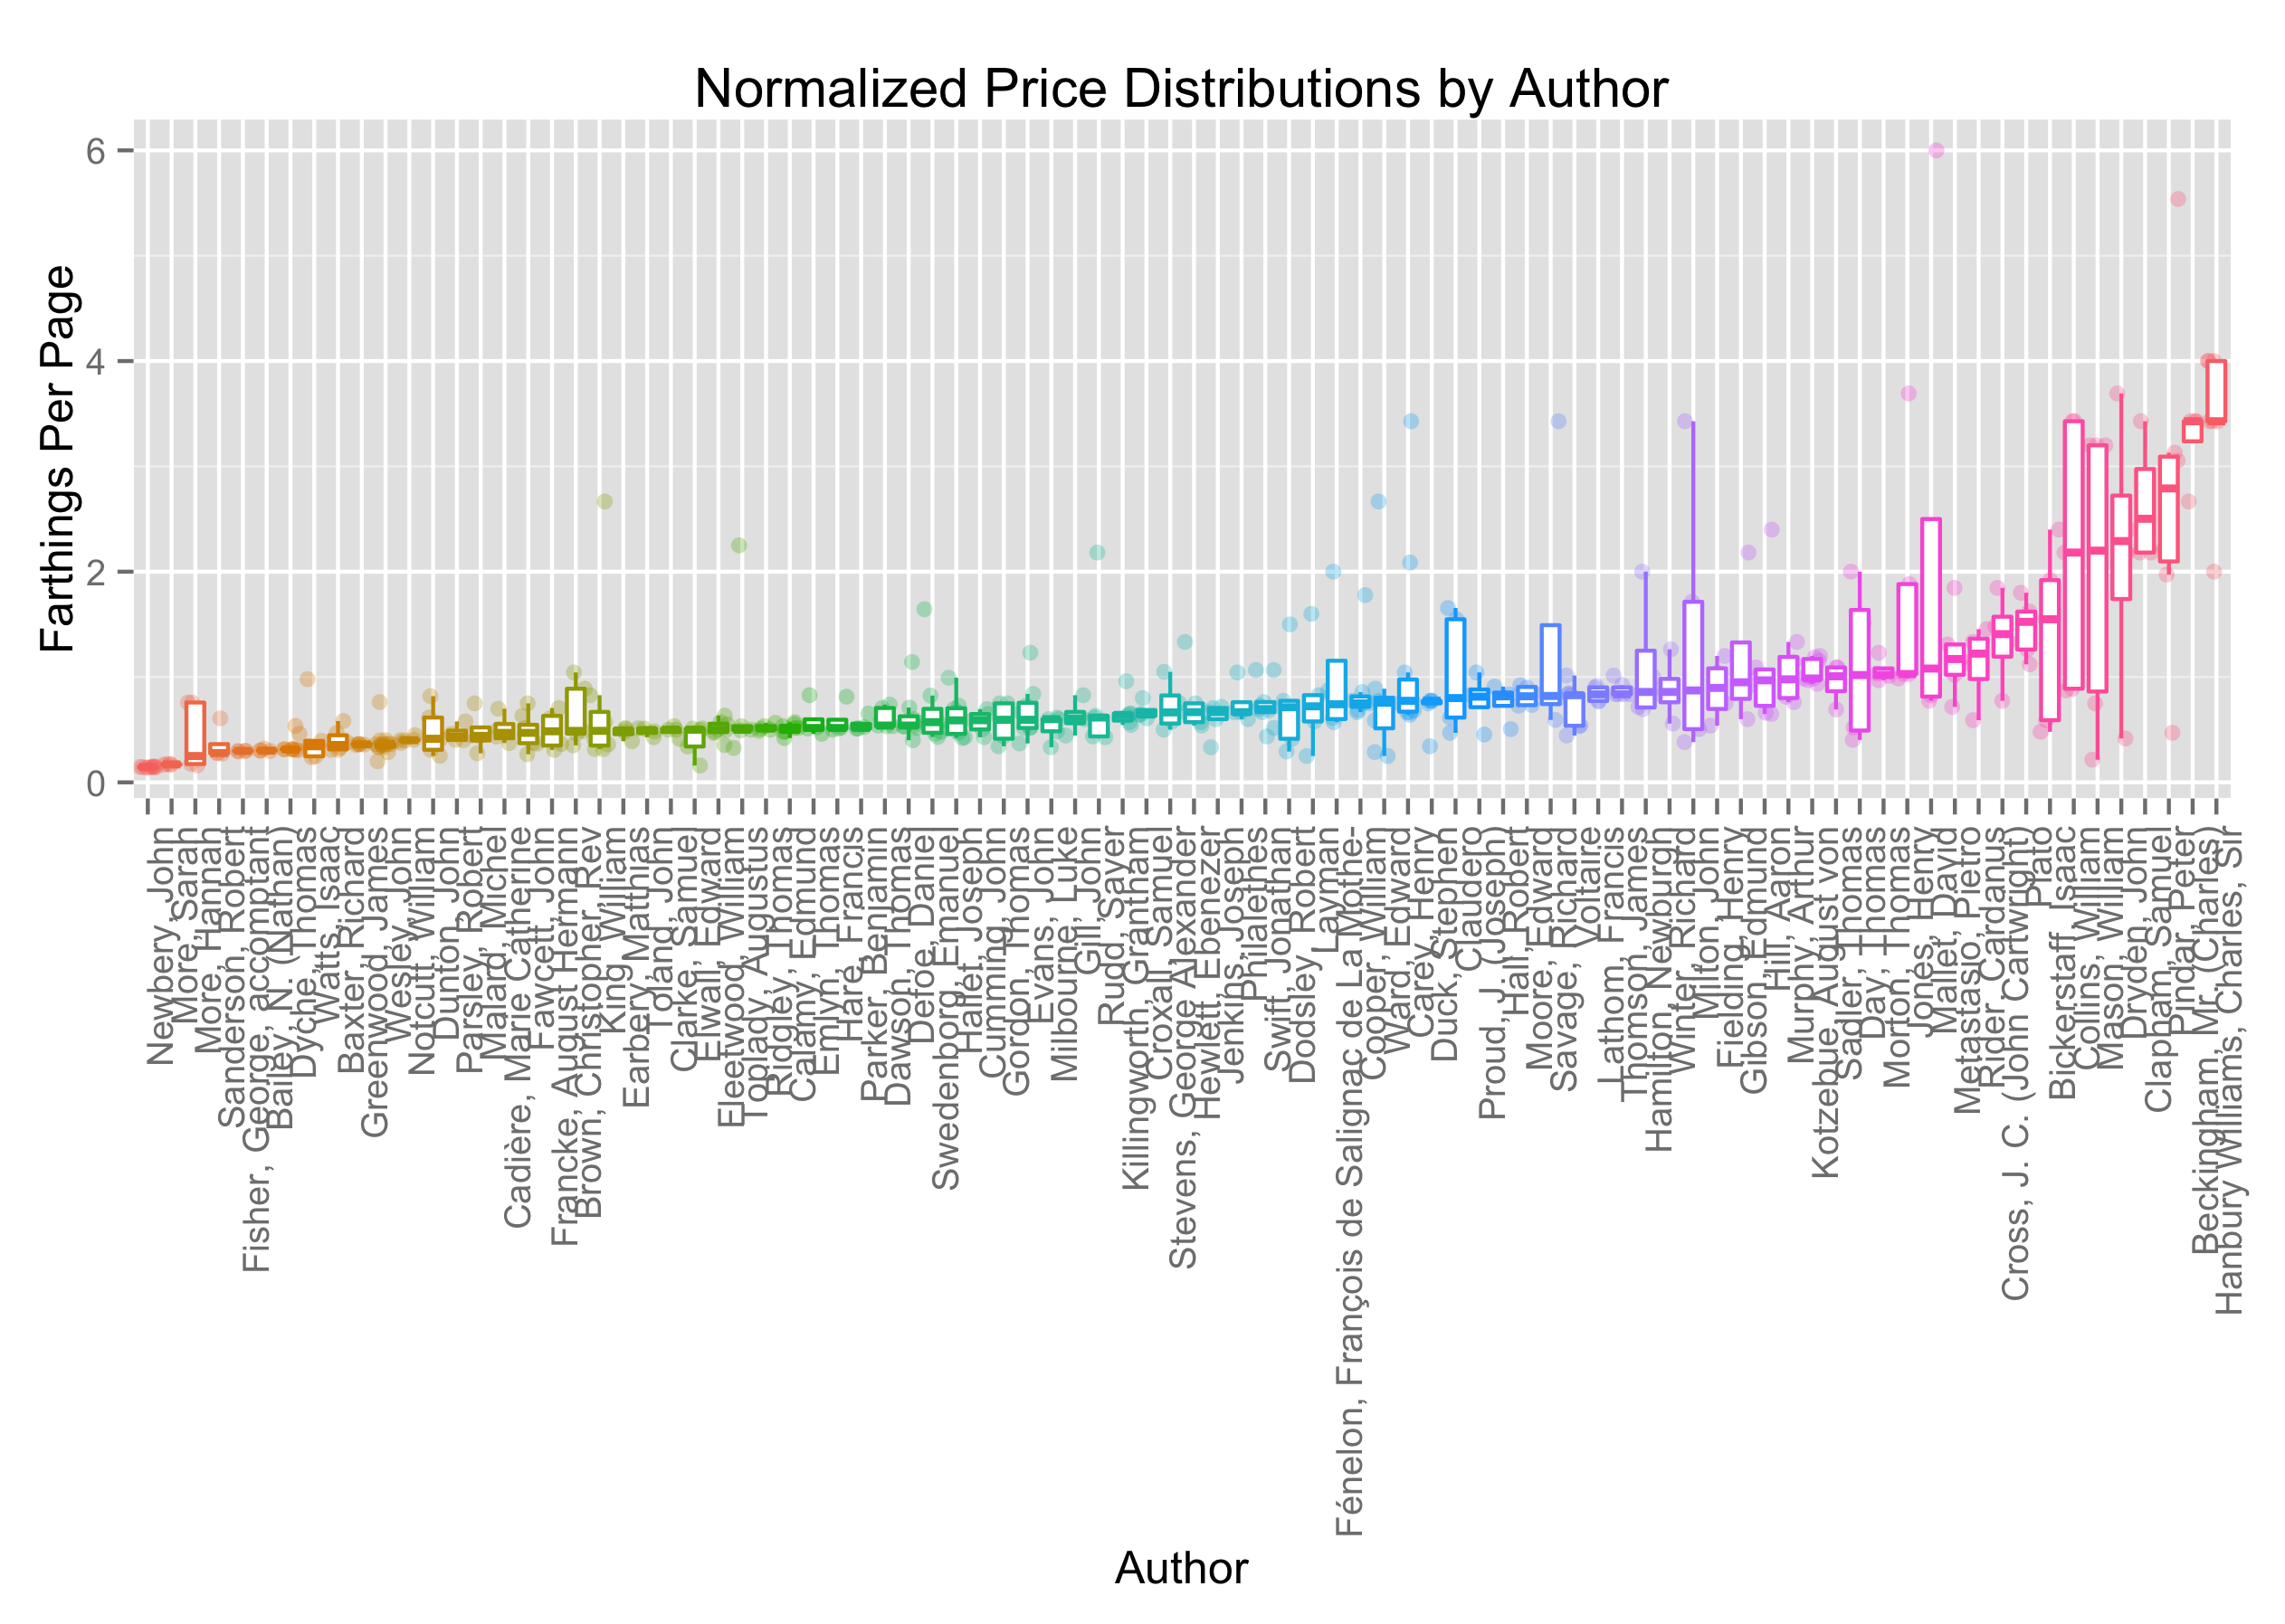 Normalized Price Distributions by Author
Farthings Per Page
6
4
2
0
Newbery, John
More, Sarah
More, Hannah
Sanderson, Robert
Fisher, George, accomptant
Bailey, N. (Nathan)
Dyche, Thomas
Watts, Isaac
Baxter, Richard
Greenwood, James
Wesley, John
Notcutt, William
Dunton, John
Parsley, Robert
Malard, Michel
Cadière, Marie Catherine
Fawcett, John
Francke, August Hermann
Brown, Christopher, Rev
King, William
Earbery, Matthias
Toland, John
Clarke, Samuel
Elwall, Edward
Fleetwood, William
Toplady, Augustus
Ridgley, Thomas
Calamy, Edmund
Emlyn, Thomas
Hare, Francis
Parker, Benjamin
Dawson, Thomas
Defoe, Daniel
Swedenborg, Emanuel
Hallet, Joseph
Cumming, John
Gordon, Thomas
Evans, John
Milbourne, Luke
Gill, John
Rudd, Sayer
Killingworth, Grantham
Croxall, Samuel
Stevens, George Alexander
Hewlett, Ebenezer
Jenkins, Joseph
Philalethes
Swift, Jonathan
Dodsley, Robert
Layman
Fénelon, François de Salignac de La Mothe-
Cooper, William
Ward, Edward
Carey, Henry
Duck, Stephen
Claudero
Proud, J. (Joseph)
Hall, Robert
Moore, Edward
Savage, Richard
Voltaire
Lathom, Francis
Thomson, James
Hamilton, Newburgh
Winter, Richard
Milton, John
Fielding, Henry
Gibson, Edmund
Hill, Aaron
Murphy, Arthur
Kotzebue, August von
Sadler, Thomas
Day, Thomas
Morton, Thomas
Jones, Henry
Mallet, David
Metastasio, Pietro
Rider, Cardanus
Cross, J. C. (John Cartwright)
Plato
Bickerstaff, Isaac
Collins, William
Mason, William
Dryden, John
Clapham, Samuel
Pindar, Peter
Beckingham, Mr. (Charles)
Hanbury Williams, Charles, Sir
Author